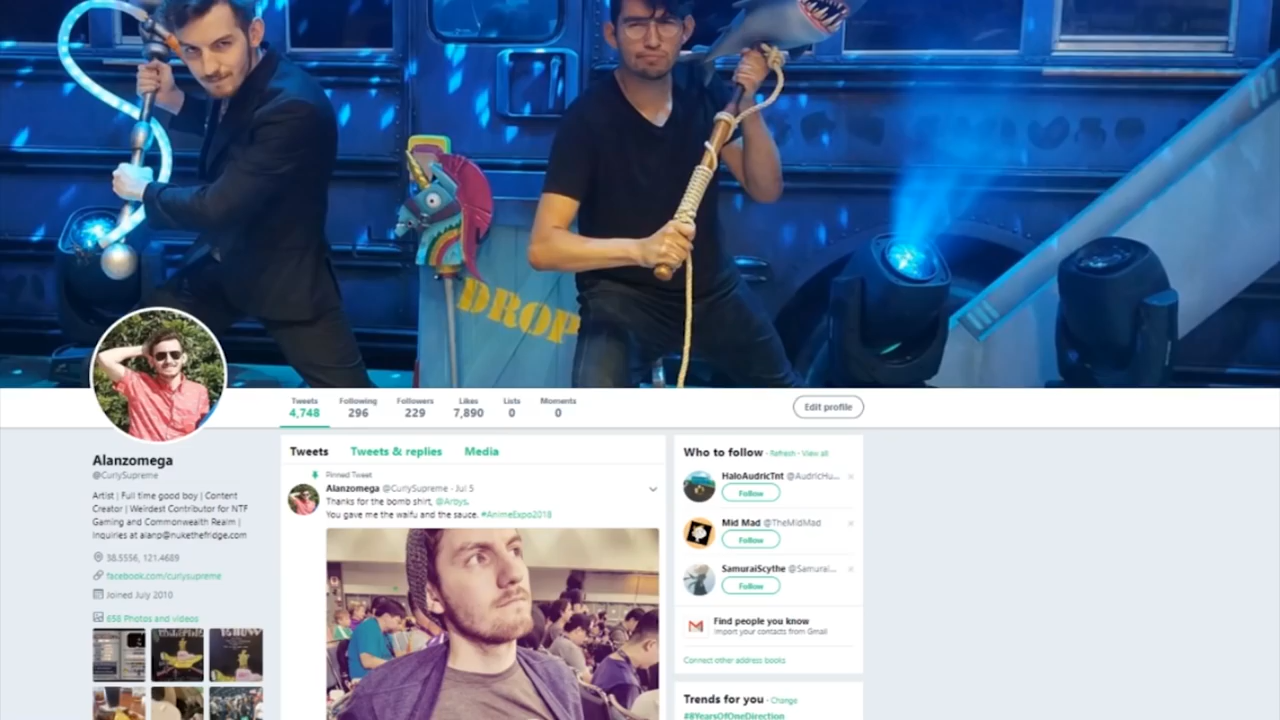 DROP
Tweets Following Followers Likes Lists Moments
4,748 296 229 7,890 0 0
Edit profile
Alanzomega
@CurlySupreme
Artist | Full time good boy | Content
Creator | Weirdest Contributor for NTF
Gaming and Commonwealth Realm |
Inquiries at alanp@nukethefridge.com
38.5556, 121.4689
facebook.com/curlysupreme
Joined July 2010
658 Photos and videos
Tweets Tweets & replies Media
Pinned Tweet
Alanzomega @CurlySupreme · Jul 5
Thanks for the bomb shirt, @Arbys.
You gave me the waifu and the sauce. #AnimeExpo2018
Who to follow · Refresh · View all
HaloAudricTnt @AudricHu...
Follow
Mid Mad @TheMidMad
Follow
SamuraiScythe @Samurai...
Follow
Find people you know
Import your contacts from Gmail
Connect other address books
Trends for you · Change
#8YearsOfOneDirection